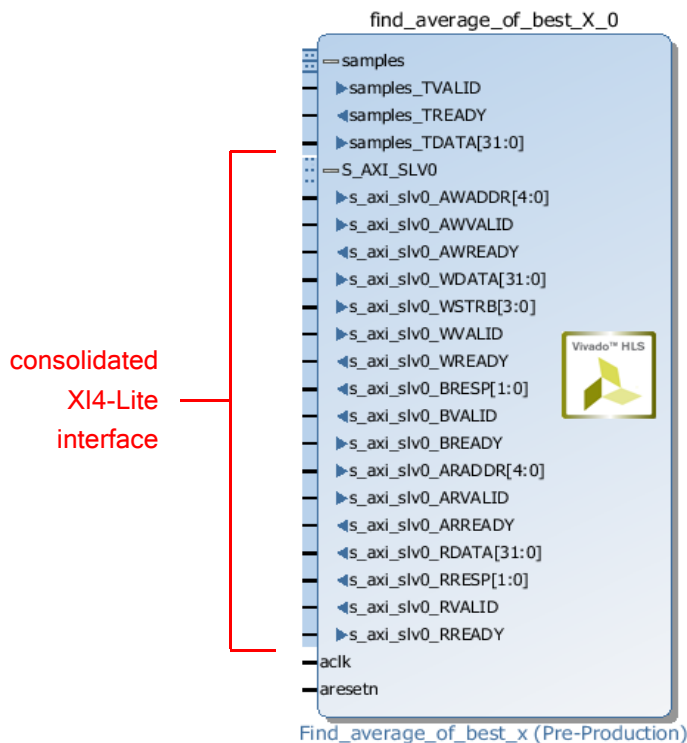 find_average_of_best_X_0
samples
samples_TVALID
samples_TREADY
samples_TDATA[31:0]
S_AXI_SLV0
s_axi_slv0_AWADDR[4:0]
s_axi_slv0_AWVALID
s_axi_slv0_AWREADY
s_axi_slv0_WDATA[31:0]
s_axi_slv0_WSTRB[3:0]
s_axi_slv0_WVALID
s_axi_slv0_WREADY
s_axi_slv0_BRESP[1:0]
s_axi_slv0_BVALID
s_axi_slv0_BREADY
s_axi_slv0_ARADDR[4:0]
s_axi_slv0_ARVALID
s_axi_slv0_ARREADY
s_axi_slv0_RDATA[31:0]
s_axi_slv0_RRESP[1:0]
s_axi_slv0_RVALID
s_axi_slv0_RREADY
aclk
aresetn
consolidated
XI4-Lite
interface
Vivado™ HLS
Find_average_of_best_x (Pre-Production)